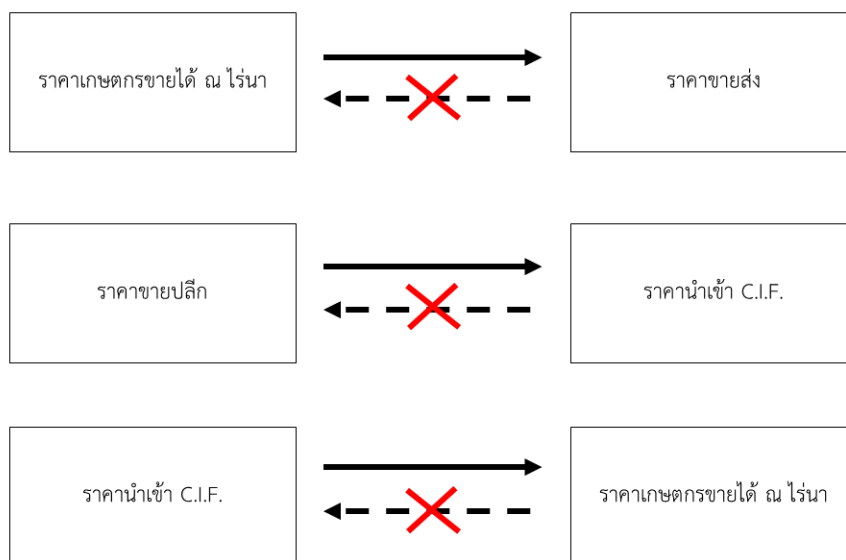 ราคาเกษตกรขายได้ ณ ไร่นา
ราคาขายส่ง
ราคาขายปลีก
ราคานำเข้า C.I.F.
ราคานำเข้า C.I.F.
ราคาเกษตกรขายได้ ณ ไร่นา